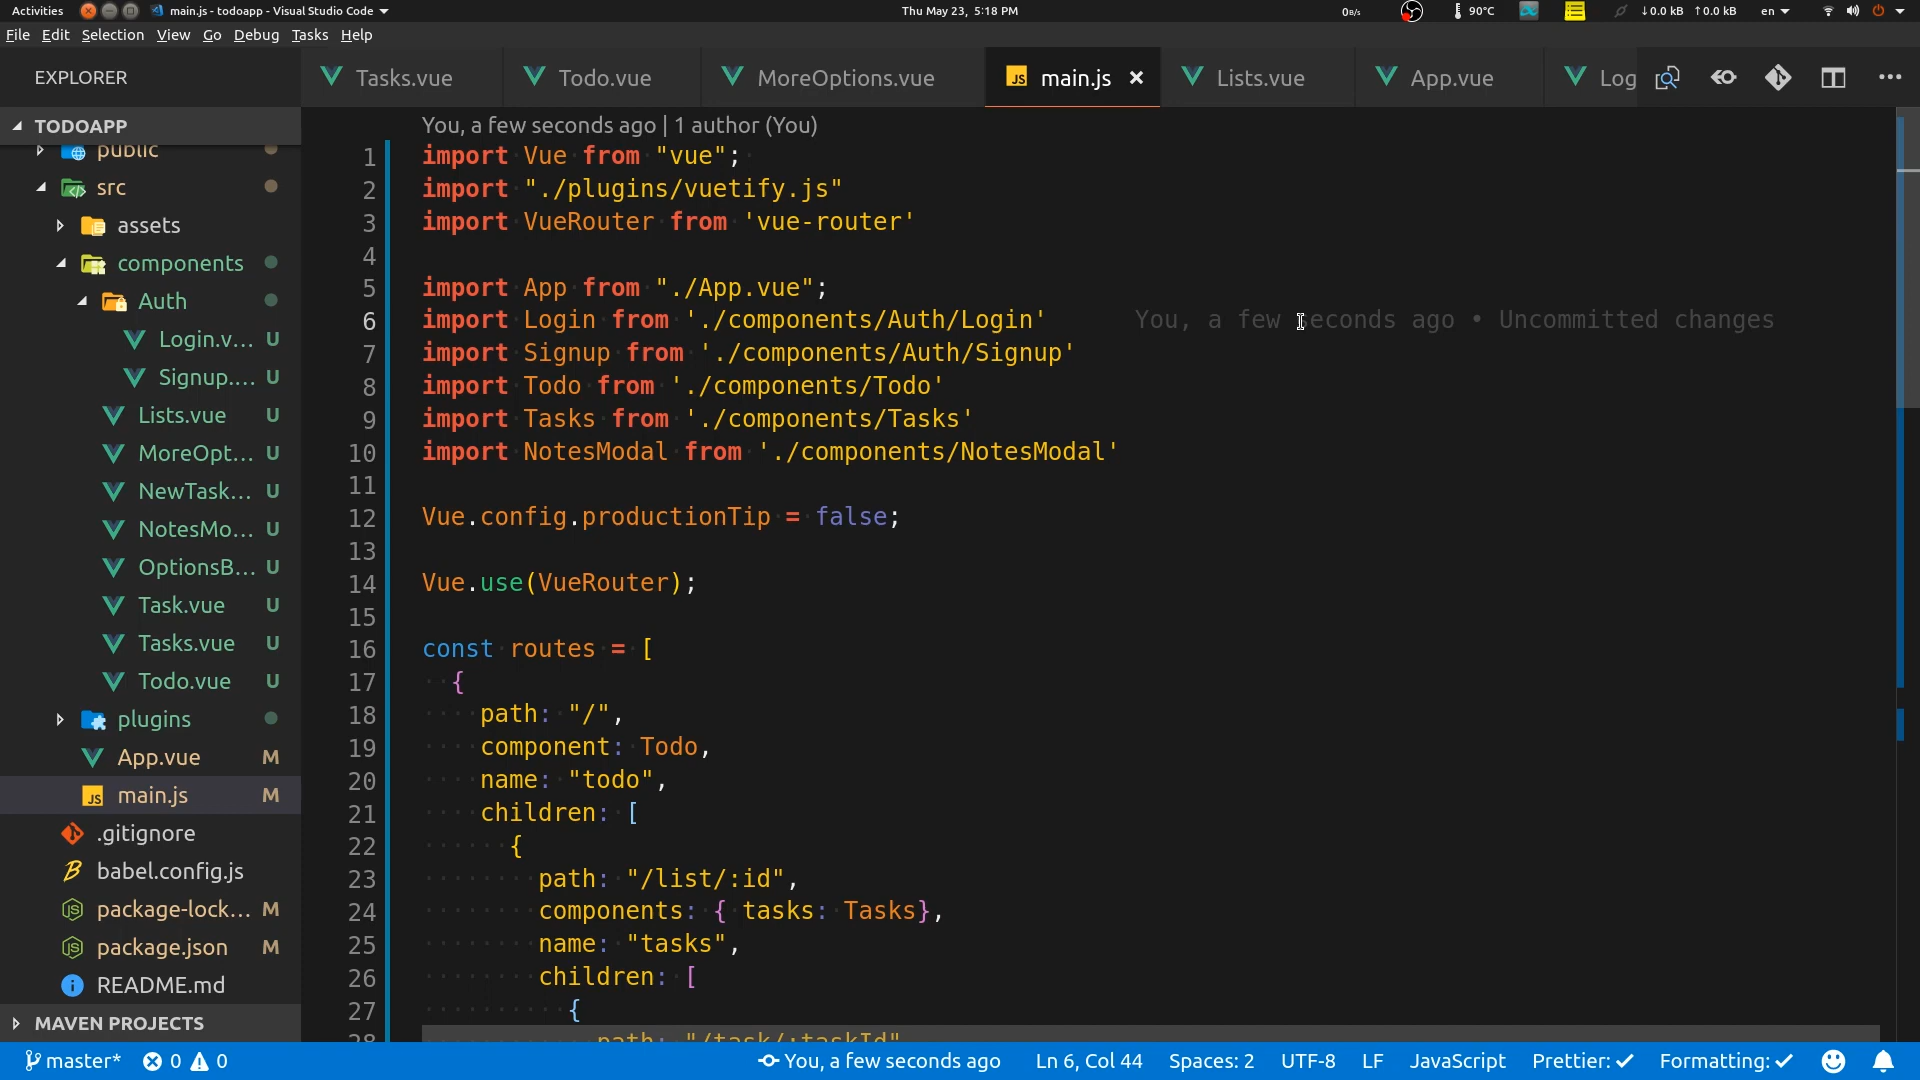 Activities main.js - todoapp - Visual Studio Code Thu May 23, 5:18 PM 0B/s 90°C ↓0.0 kB ↑0.0 kB en
File Edit Selection View Go Debug Tasks Help
EXPLORER
Tasks.vue Todo.vue MoreOptions.vue JS main.js × Lists.vue App.vue Log
TODOAPP
public
src
assets
components
Auth
Login.v... U
Signup.... U
Lists.vue U
MoreOpt... U
NewTask... U
NotesMo... U
OptionsB... U
Task.vue U
Tasks.vue U
Todo.vue U
plugins
App.vue M
JS main.js M
.gitignore
babel.config.js
package-lock... M
package.json M
README.md
MAVEN PROJECTS
You, a few seconds ago | 1 author (You)
1 import Vue from "vue";
2 import "./plugins/vuetify.js"
3 import VueRouter from 'vue-router'
4
5 import App from "./App.vue";
6 import Login from './components/Auth/Login' You, a few seconds ago • Uncommitted changes
7 import Signup from './components/Auth/Signup'
8 import Todo from './components/Todo'
9 import Tasks from './components/Tasks'
10 import NotesModal from './components/NotesModal'
11
12 Vue.config.productionTip = false;
13
14 Vue.use(VueRouter);
15
16 const routes = [
17 {
18 path: "/",
19 component: Todo,
20 name: "todo",
21 children: [
22 {
23 path: "/list/:id",
24 components: { tasks: Tasks},
25 name: "tasks",
26 children: [
27 {
28 path: "/task/:taskId"
master* 0 0 You, a few seconds ago Ln 6, Col 44 Spaces: 2 UTF-8 LF JavaScript Prettier: ✓ Formatting: ✓